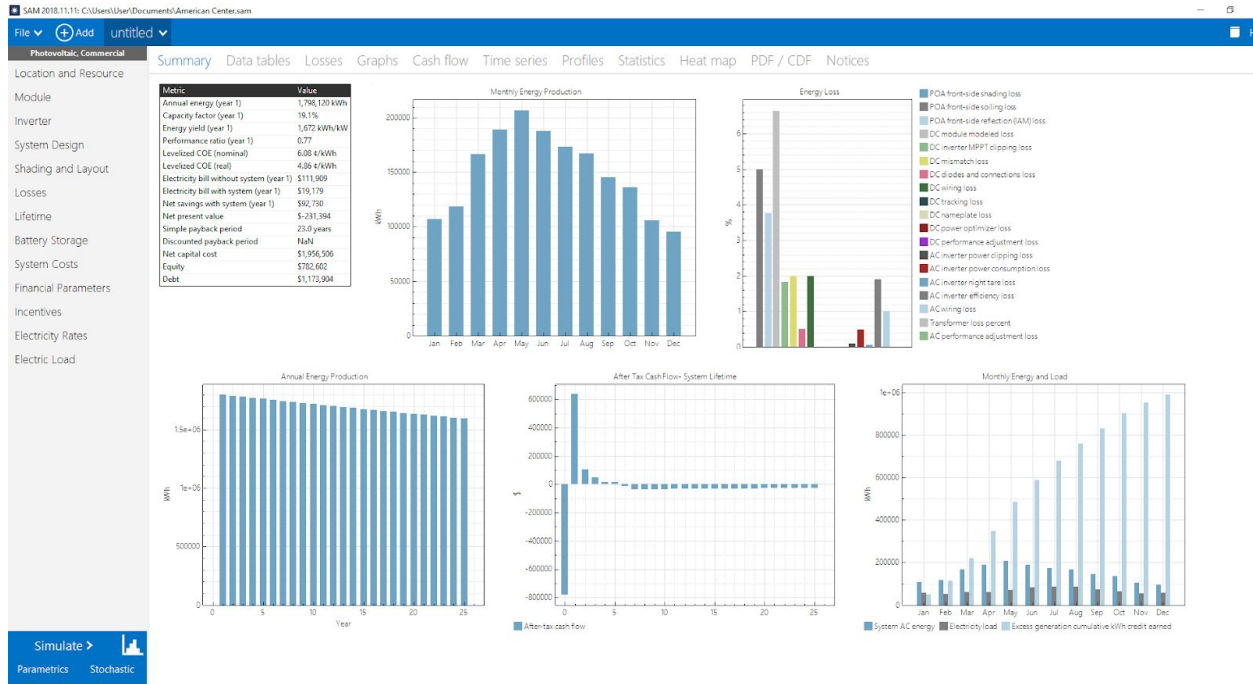 SAM 2018.11.11: C:\Users\User\Documents\American Center.sam
File Add untitled
Photovoltaic, Commercial
Location and Resource
Module
Inverter
System Design
Shading and Layout
Losses
Lifetime
Battery Storage
System Costs
Financial Parameters
Incentives
Electricity Rates
Electric Load
Simulate >
Parametrics Stochastic
Summary Data tables Losses Graphs Cash flow Time series Profiles Statistics Heat map PDF / CDF Notices
Metric Value
Annual energy (year 1) 1,798,120 kWh
Capacity factor (year 1) 19.1%
Energy yield (year 1) 1,672 kWh/kW
Performance ratio (year 1) 0.77
Levelized COE (nominal) 6.08 ¢/kWh
Levelized COE (real) 4.86 ¢/kWh
Electricity bill without system (year 1) $111,909
Electricity bill with system (year 1) $19,179
Net savings with system (year 1) $92,730
Net present value $-231,394
Simple payback period 23.0 years
Discounted payback period NaN
Net capital cost $1,956,506
Equity $782,602
Debt $1,173,904
Monthly Energy Production
kWh
200000
150000
100000
50000
0
Jan Feb Mar Apr May Jun Jul Aug Sep Oct Nov Dec
Energy Loss
%
6
5
4
3
2
1
0
POA front-side shading loss
POA front-side soiling loss
POA front-side reflection (IAM) loss
DC module modeled loss
DC inverter MPPT clipping loss
DC mismatch loss
DC diodes and connections loss
DC wiring loss
DC tracking loss
DC nameplate loss
DC power optimizer loss
DC performance adjustment loss
AC inverter power clipping loss
AC inverter power consumption loss
AC inverter night tare loss
AC inverter efficiency loss
AC wiring loss
Transformer loss percent
AC performance adjustment loss
Annual Energy Production
kWh
1.5e+06
1e+06
500000
0
0 5 10 15 20 25
Year
After Tax Cash Flow- System Lifetime
$
600000
400000
200000
0
-200000
-400000
-600000
-800000
0 5 10 15 20 25
After-tax cash flow
Monthly Energy and Load
kWh
1e+06
800000
600000
400000
200000
0
Jan Feb Mar Apr May Jun Jul Aug Sep Oct Nov Dec
System AC energy Electricity load Excess generation cumulative kWh credit earned